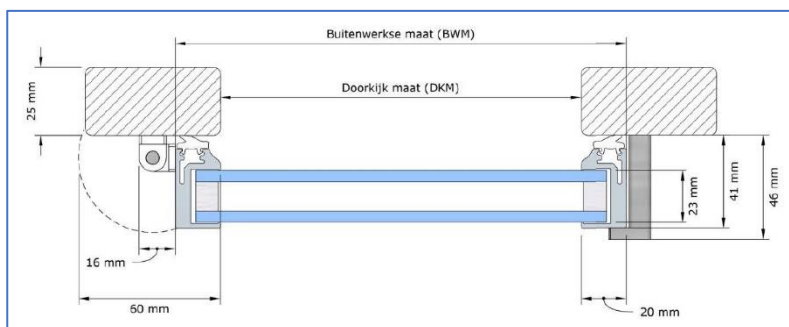 Buitenwerkse maat (BWM)
Doorkijk maat (DKM)
25 mm
23 mm
41 mm
46 mm
16 mm
60 mm
20 mm